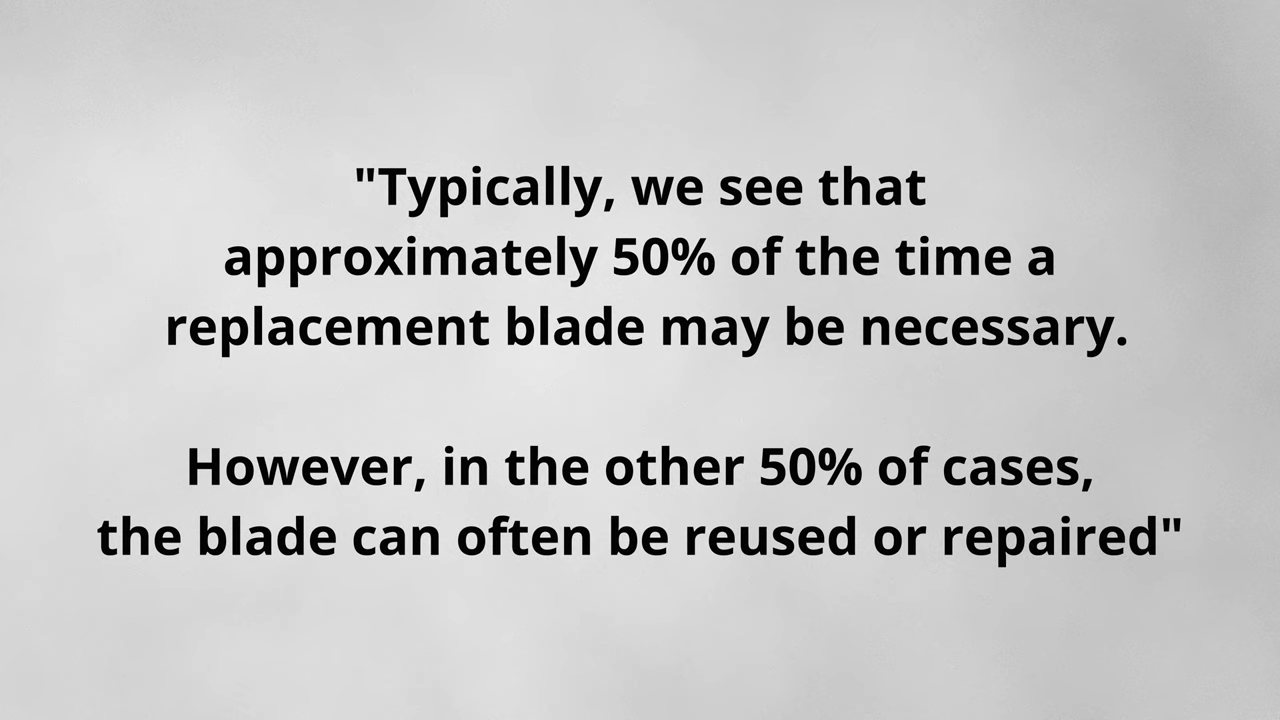 "Typically, we see that
approximately 50% of the time a
replacement blade may be necessary.
However, in the other 50% of cases,
the blade can often be reused or repaired"